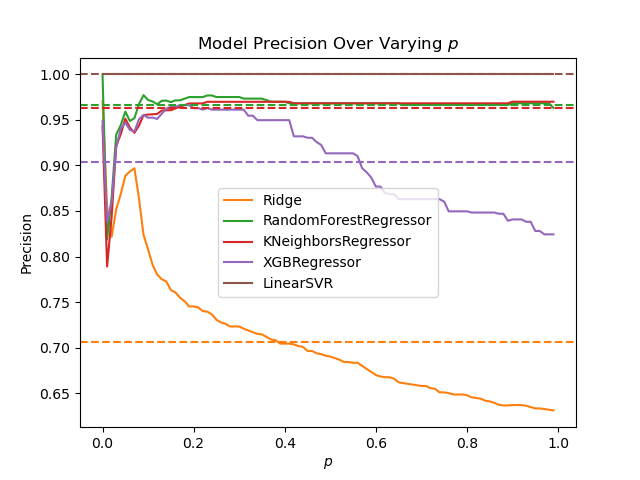 Model Precision Over Varying p
1.00
0.95
0.90
0.85
0.80
0.75
0.70
0.65
Precision
Ridge
RandomForestRegressor
KNeighborsRegressor
XGBRegressor
LinearSVR
0.0 0.2 0.4 0.6 0.8 1.0
p